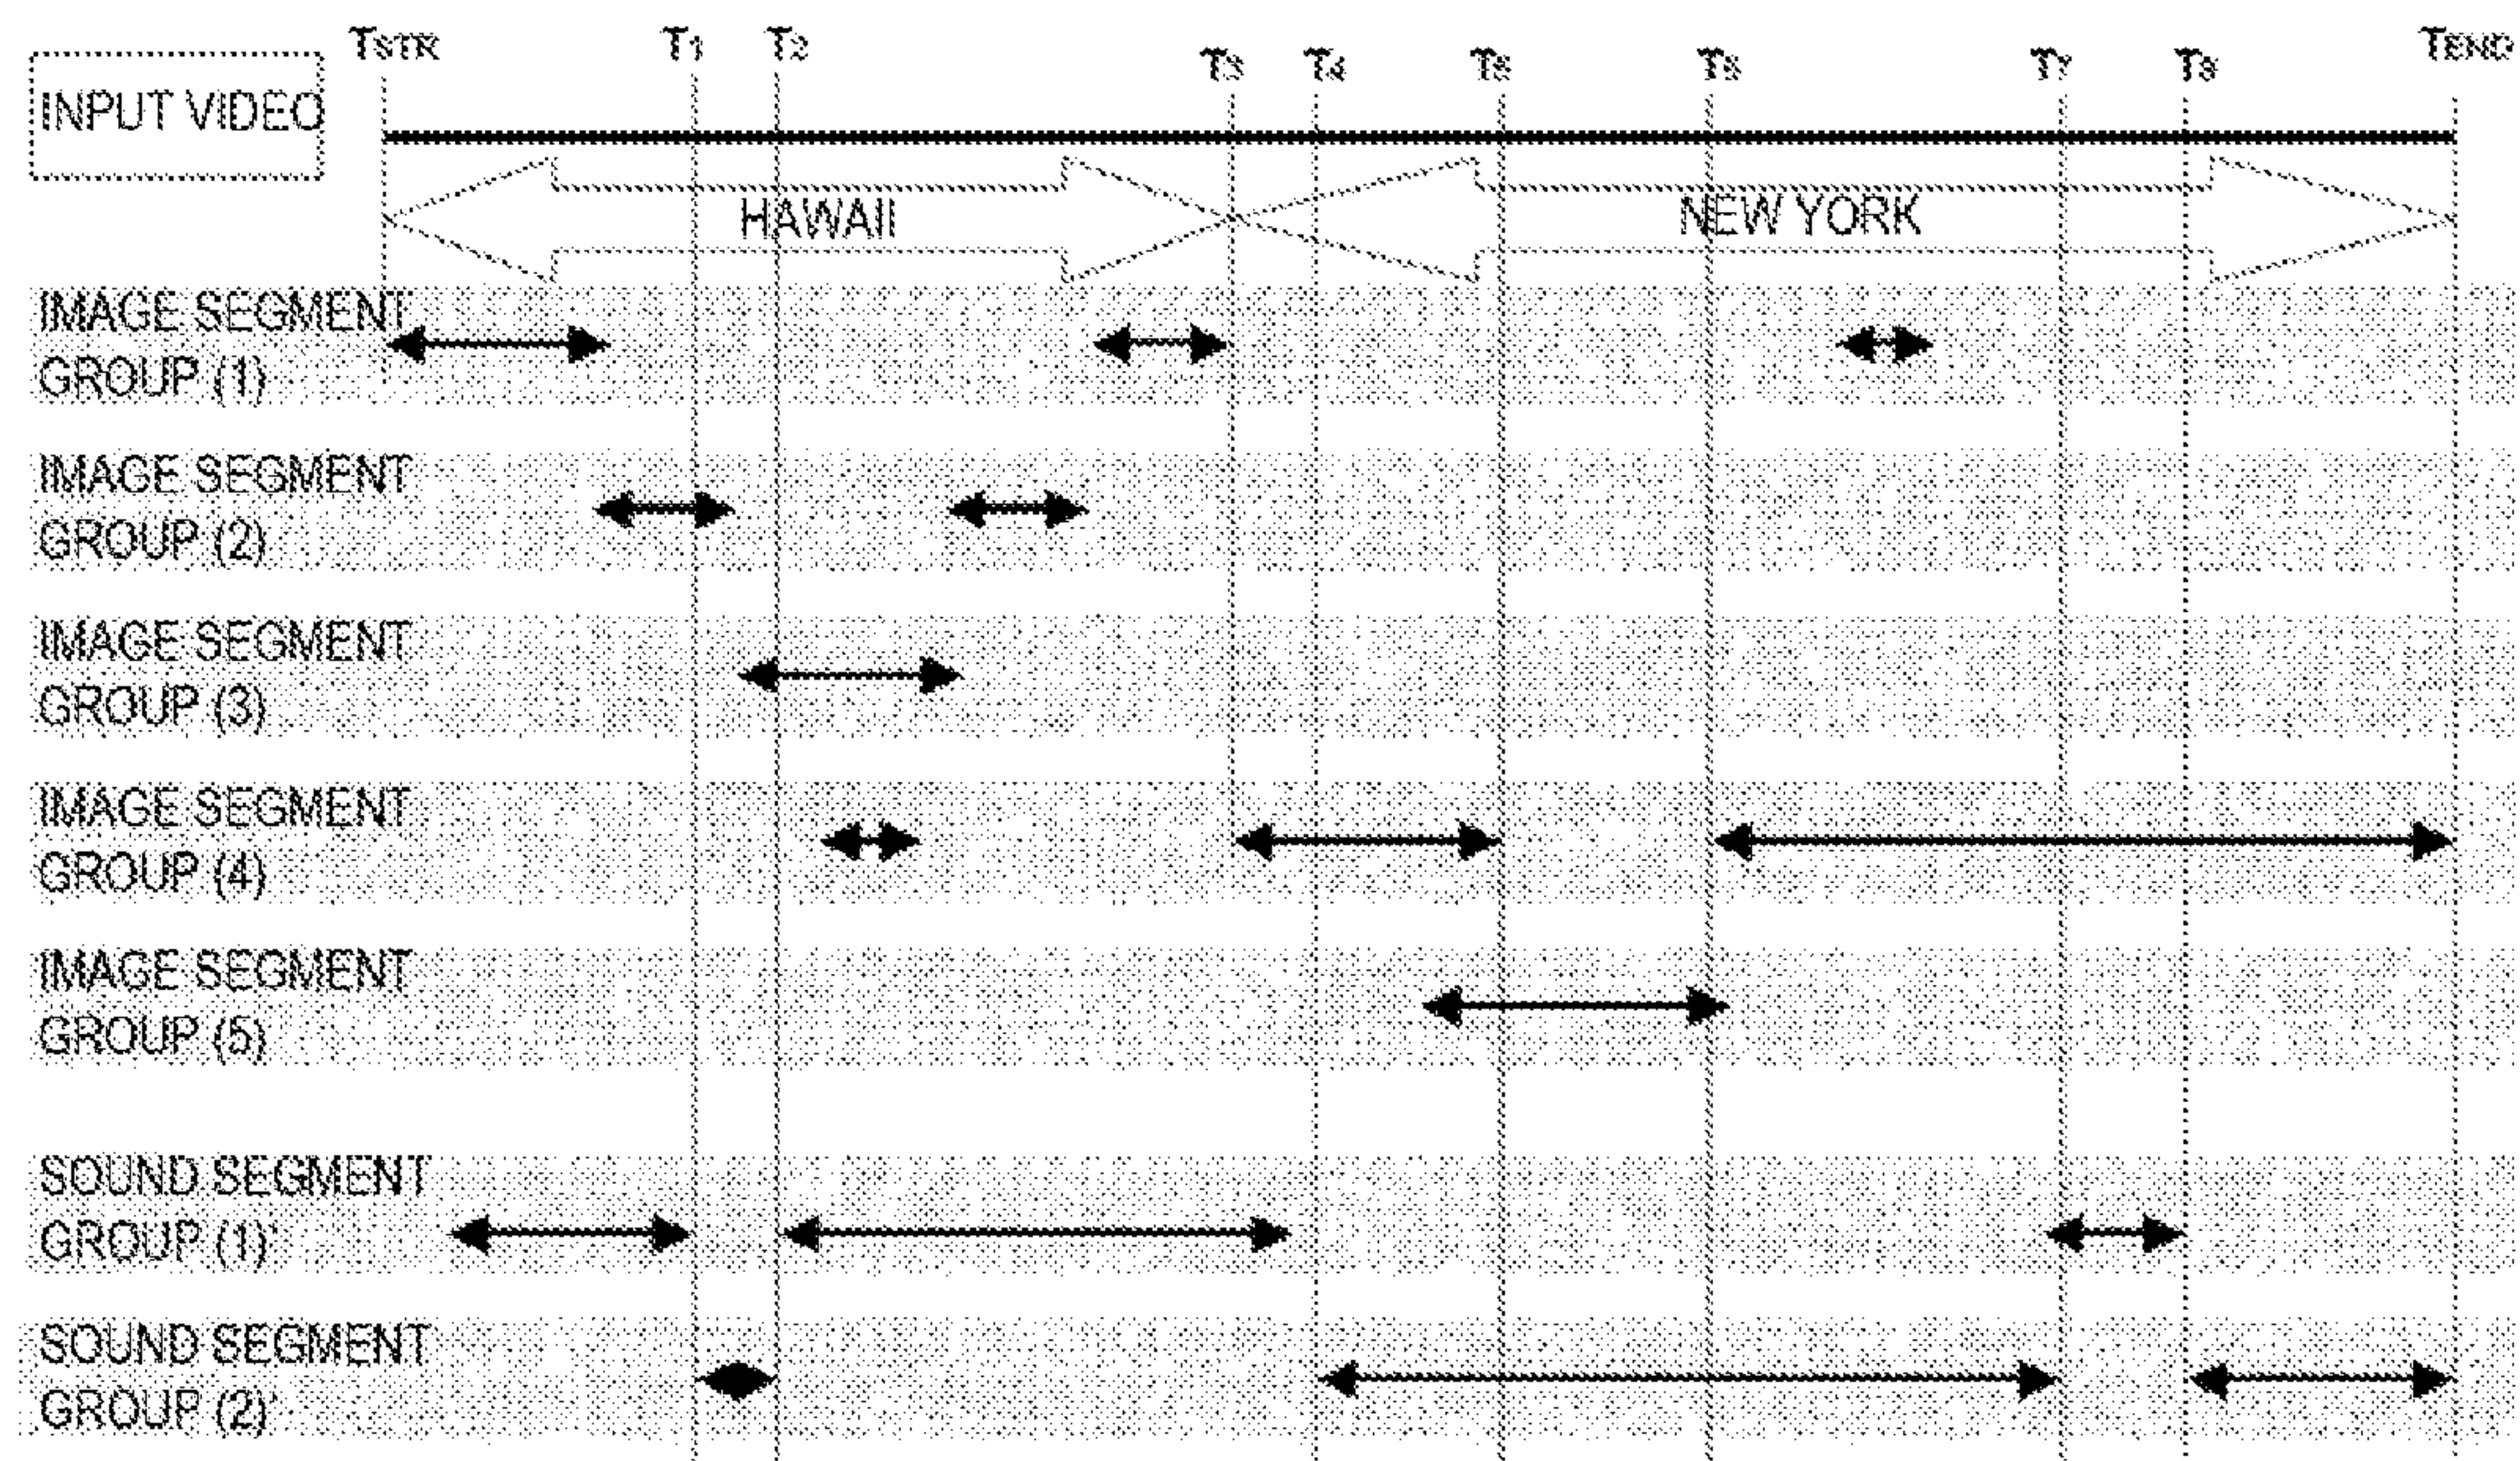 TSTR T1 T2 T3 T4 T5 T6 T7 T8 TEND
INPUT VIDEO
HAWAII NEW YORK
IMAGE SEGMENT
GROUP (1)
IMAGE SEGMENT
GROUP (2)
IMAGE SEGMENT
GROUP (3)
IMAGE SEGMENT
GROUP (4)
IMAGE SEGMENT
GROUP (5)
SOUND SEGMENT
GROUP (1)'
SOUND SEGMENT
GROUP (2)'